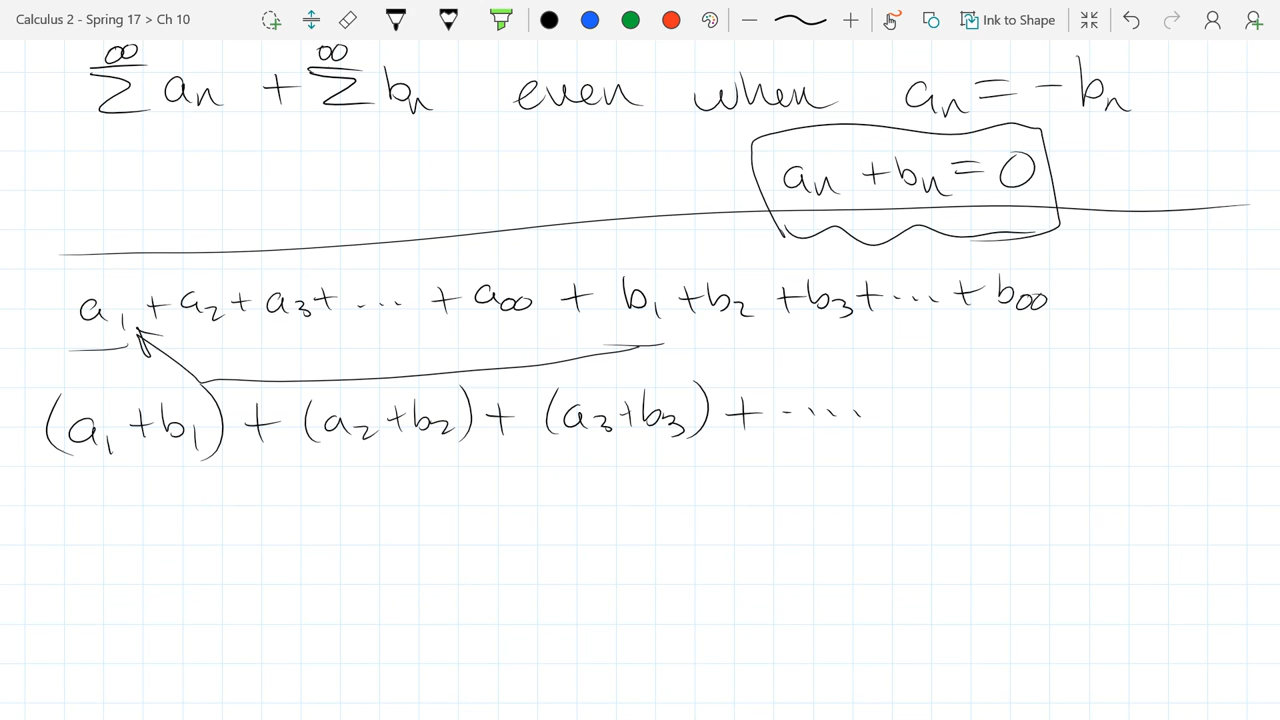 Calculus 2 - Spring 17 > Ch 10
Ink to Shape
∞ ∞
∑ aₙ + ∑ bₙ even when aₙ = -bₙ
aₙ + bₙ = 0
a₁ + a₂ + a₃ + .... + a∞ + b₁ + b₂ + b₃ + ... + b∞
(a₁ + b₁) + (a₂ + b₂) + (a₃ + b₃) + ....